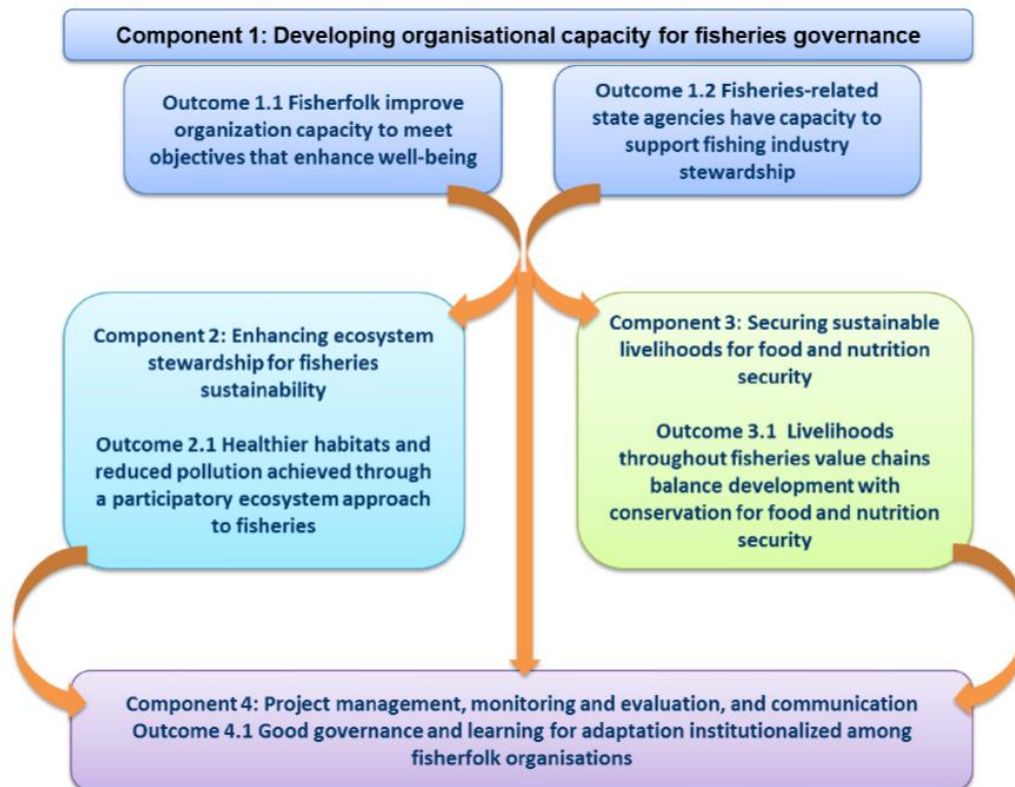 Component 1: Developing organisational capacity for fisheries governance
Outcome 1.1 Fisherfolk improve
organization capacity to meet
objectives that enhance well-being
Outcome 1.2 Fisheries-related
state agencies have capacity to
support fishing industry
stewardship
Component 2: Enhancing ecosystem
stewardship for fisheries
sustainability
Outcome 2.1 Healthier habitats and
reduced pollution achieved through
a participatory ecosystem approach
to fisheries
Component 3: Securing sustainable
livelihoods for food and nutrition
security
Outcome 3.1 Livelihoods
throughout fisheries value chains
balance development with
conservation for food and nutrition
security
Component 4: Project management, monitoring and evaluation, and communication
Outcome 4.1 Good governance and learning for adaptation institutionalized among
fisherfolk organisations